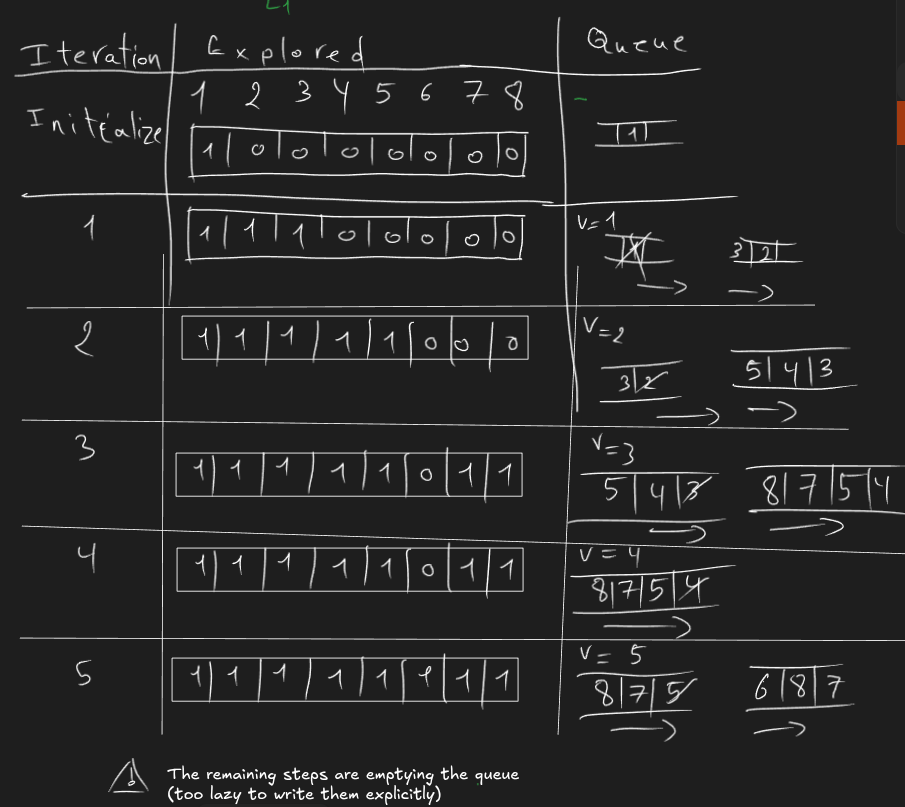 L1
Iteration Explored Queue
1 2 3 4 5 6 7 8
Initialize 1 0 0 0 0 0 0 0 1
1 1 1 1 0 0 0 0 0 v=1 1 3 2
2 1 1 1 1 1 0 0 0 v=2 3 2 5 4 3
3 1 1 1 1 1 0 1 1 v=3 5 4 3 8 7 5 4
4 1 1 1 1 1 0 1 1 v=4 8 7 5 4
5 1 1 1 1 1 1 1 1 v=5 8 7 5 6 8 7
! The remaining steps are emptying the queue
(too lazy to write them explicitly)